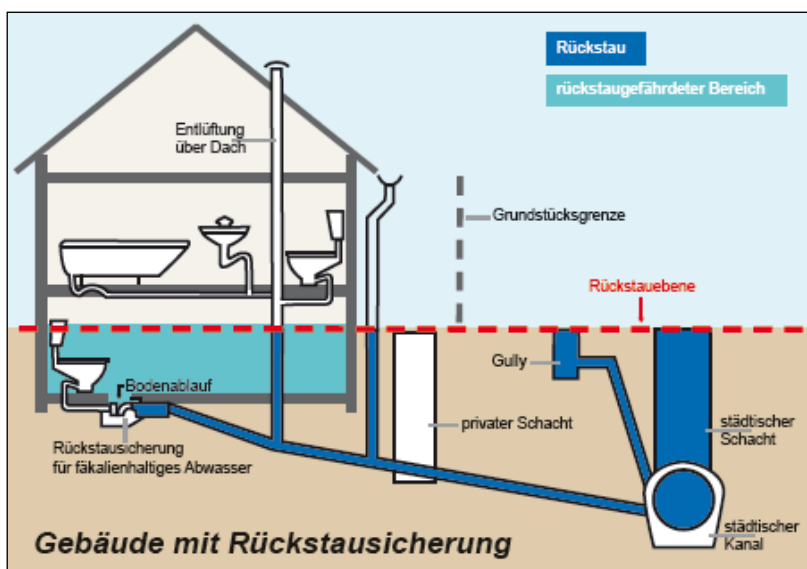 Rückstau
rückstaugefährdeter Bereich
Entlüftung
über Dach
Grundstücksgrenze
Rückstauebene
Bodenablauf
Gully
privater Schacht
städtischer
Schacht
Rückstausicherung
für fäkalienhaltiges Abwasser
städtischer
Kanal
Gebäude mit Rückstausicherung